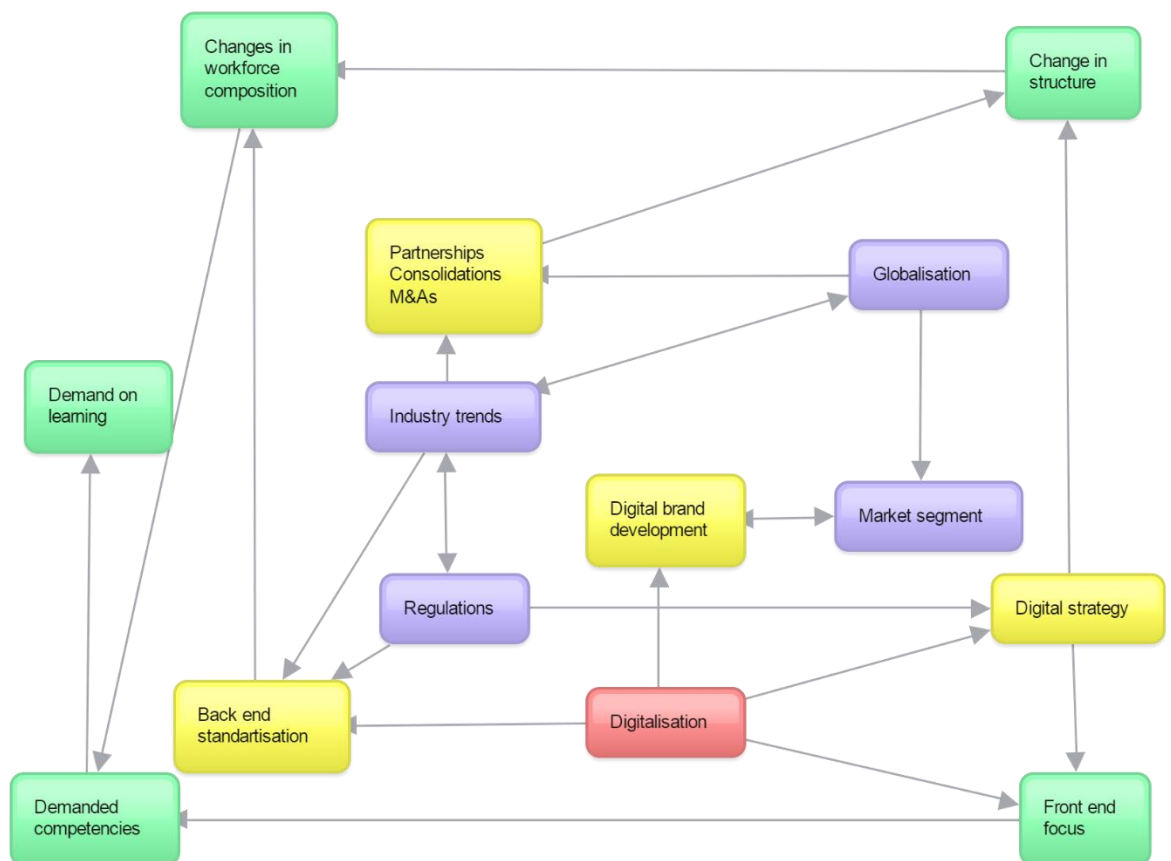 Changes in
workforce
composition
Change in
structure
Partnerships
Consolidations
M&As
Globalisation
Demand on
learning
Industry trends
Digital brand
development
Market segment
Regulations
Digital strategy
Back end
standartisation
Digitalisation
Demanded
competencies
Front end
focus